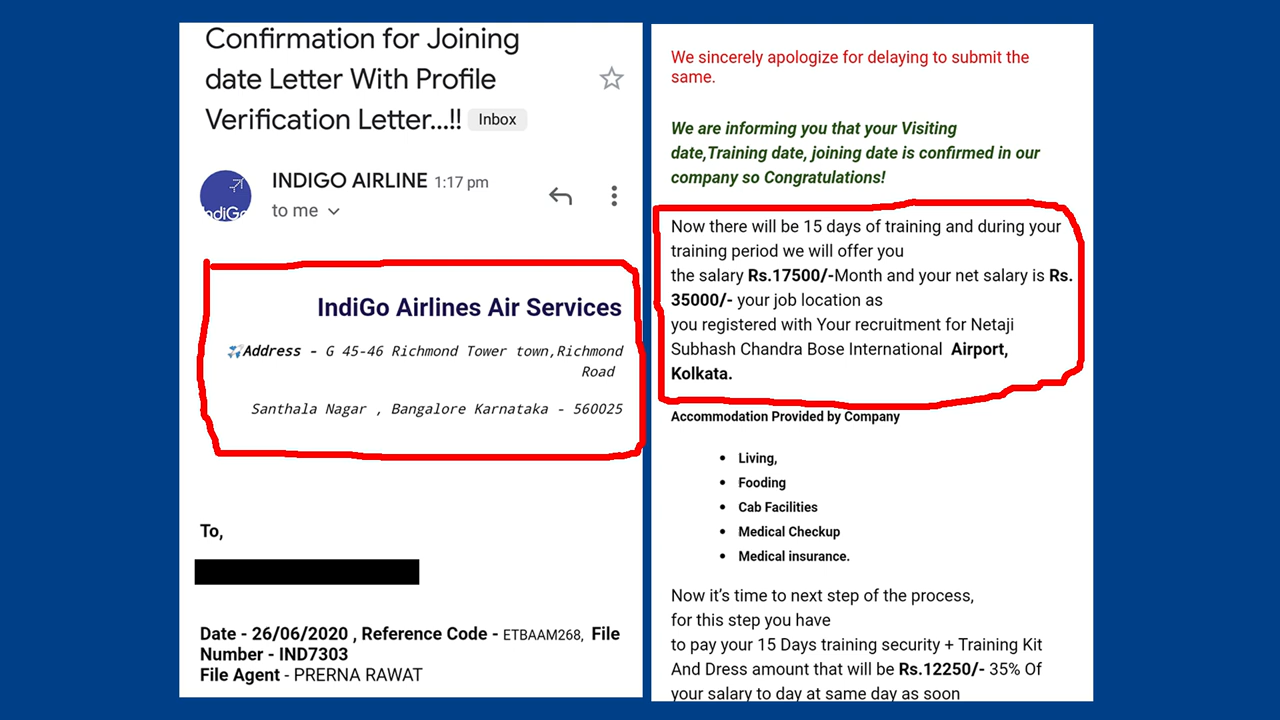 Confirmation for Joining
date Letter With Profile
Verification Letter...!! Inbox
INDIGO AIRLINE 1:17 pm
to me
IndiGo
IndiGo Airlines Air Services
Address - G 45-46 Richmond Tower town,Richmond
Road
Santhala Nagar , Bangalore Karnataka - 560025
To,
Date - 26/06/2020 , Reference Code - ETBAAM268, File
Number - IND7303
File Agent - PRERNA RAWAT
We sincerely apologize for delaying to submit the
same.
We are informing you that your Visiting
date,Training date, joining date is confirmed in our
company so Congratulations!
Now there will be 15 days of training and during your
training period we will offer you
the salary Rs.17500/-Month and your net salary is Rs.
35000/- your job location as
you registered with Your recruitment for Netaji
Subhash Chandra Bose International Airport,
Kolkata.
Accommodation Provided by Company
• Living,
• Fooding
• Cab Facilities
• Medical Checkup
• Medical insurance.
Now it's time to next step of the process,
for this step you have
to pay your 15 Days training security + Training Kit
And Dress amount that will be Rs.12250/- 35% Of
your salary to day at same day as soon